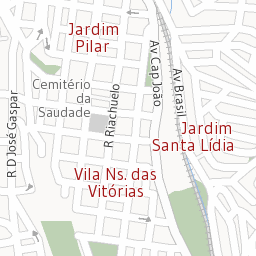 Jardim
Pilar
Cemitério
da
Saudade
R D José Gaspar
R Riachuelo
Av Cap João
Av Brasil
Jardim
Santa Lídia
Vila Ns. das
Vitórias